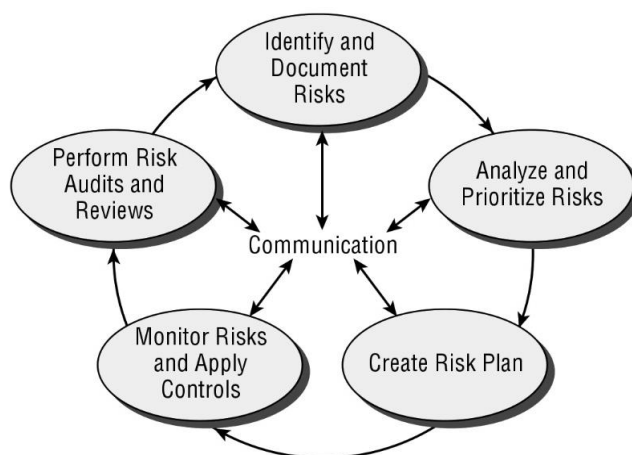 Identify and
Document
Risks
Analyze and
Prioritize Risks
Create Risk Plan
Monitor Risks
and Apply
Controls
Perform Risk
Audits and
Reviews
Communication